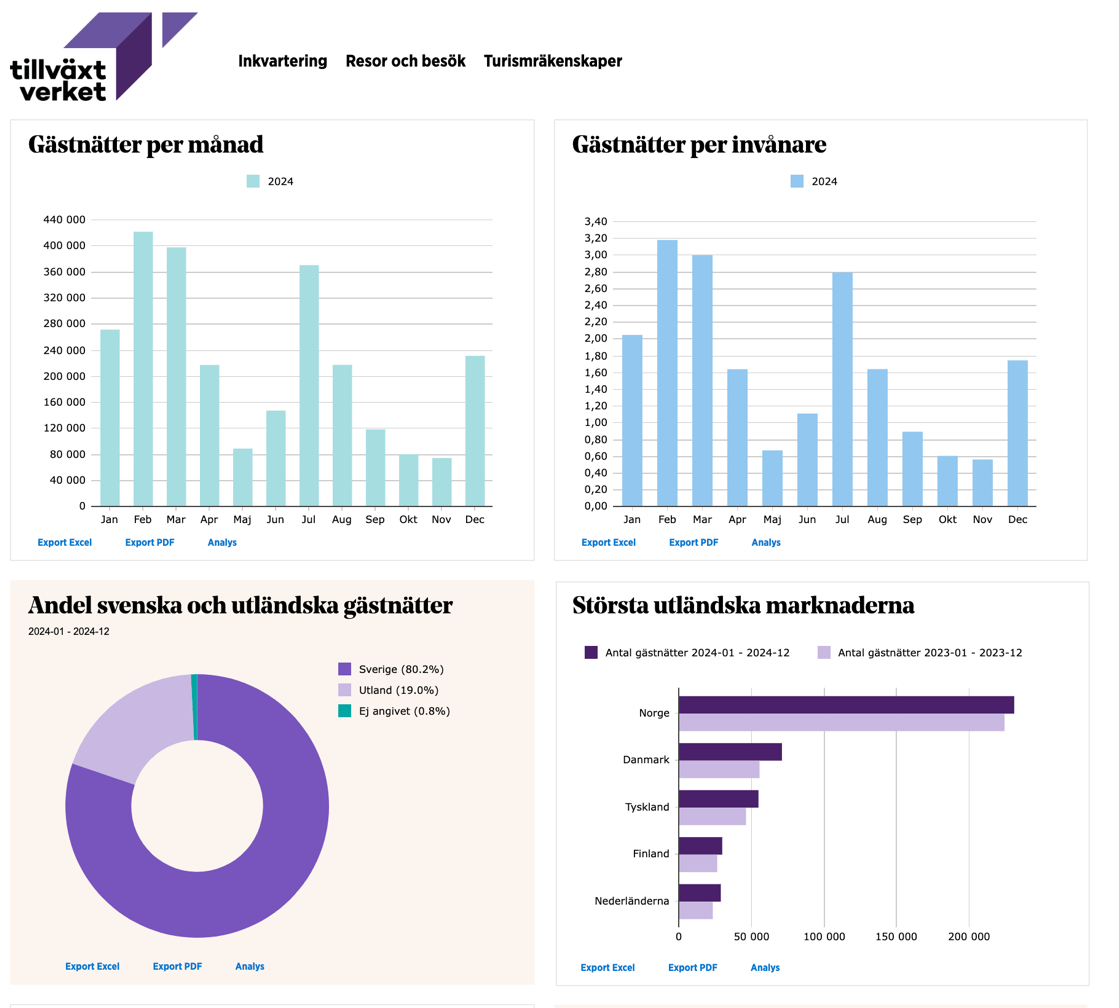 tillväxt
verket
Inkvartering Resor och besök Turismräkenskaper
Gästnätter per månad
2024
440 000
400 000
360 000
320 000
280 000
240 000
200 000
160 000
120 000
80 000
40 000
0
Jan Feb Mar Apr Maj Jun Jul Aug Sep Okt Nov Dec
Export Excel Export PDF Analys
Gästnätter per invånare
2024
3,40
3,20
3,00
2,80
2,60
2,40
2,20
2,00
1,80
1,60
1,40
1,20
1,00
0,80
0,60
0,40
0,20
0,00
Jan Feb Mar Apr Maj Jun Jul Aug Sep Okt Nov Dec
Export Excel Export PDF Analys
Andel svenska och utländska gästnätter
2024-01 - 2024-12
Sverige (80.2%)
Utland (19.0%)
Ej angivet (0.8%)
Export Excel Export PDF Analys
Största utländska marknaderna
Antal gästnätter 2024-01 - 2024-12 Antal gästnätter 2023-01 - 2023-12
Norge
Danmark
Tyskland
Finland
Nederländerna
0 50 000 100 000 150 000 200 000
Export Excel Export PDF Analys